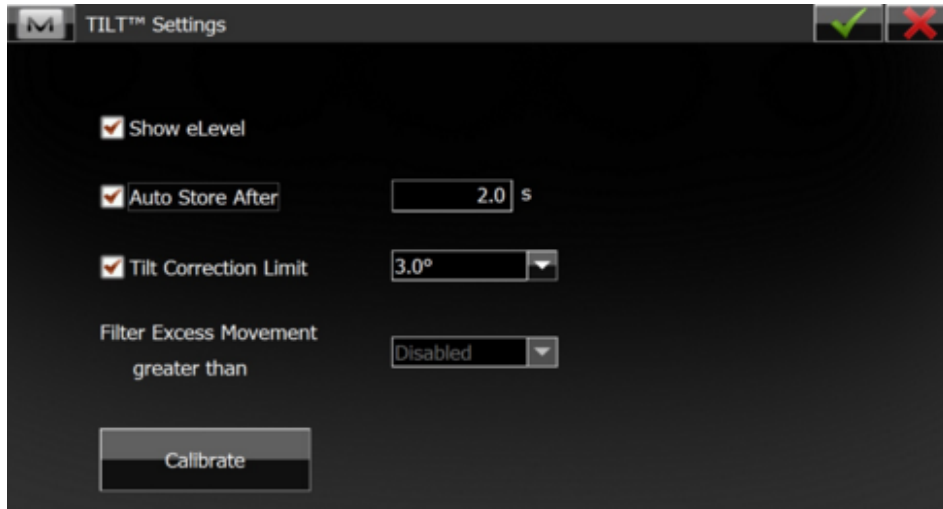 TILT™ Settings
Show eLevel
Auto Store After 2.0 s
Tilt Correction Limit 3.0°
Filter Excess Movement
greater than Disabled
Calibrate